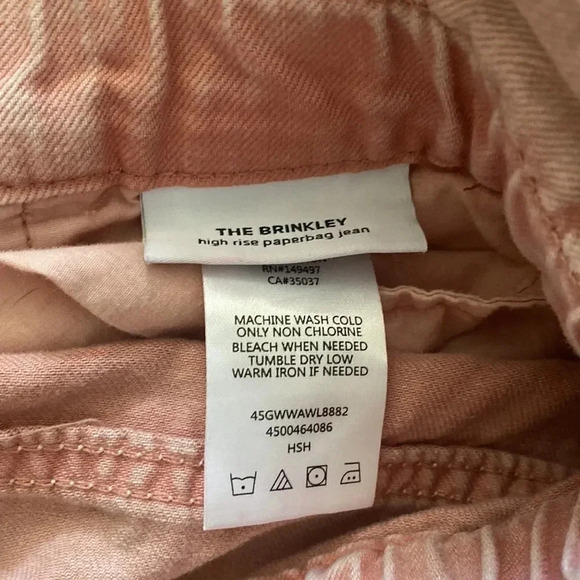 THE BRINKLEY
high rise paperbag jean
RN#149497
CA#35037
MACHINE WASH COLD
ONLY NON CHLORINE
BLEACH WHEN NEEDED
TUMBLE DRY LOW
WARM IRON IF NEEDED
45GWWAWL8882
4500464086
HSH